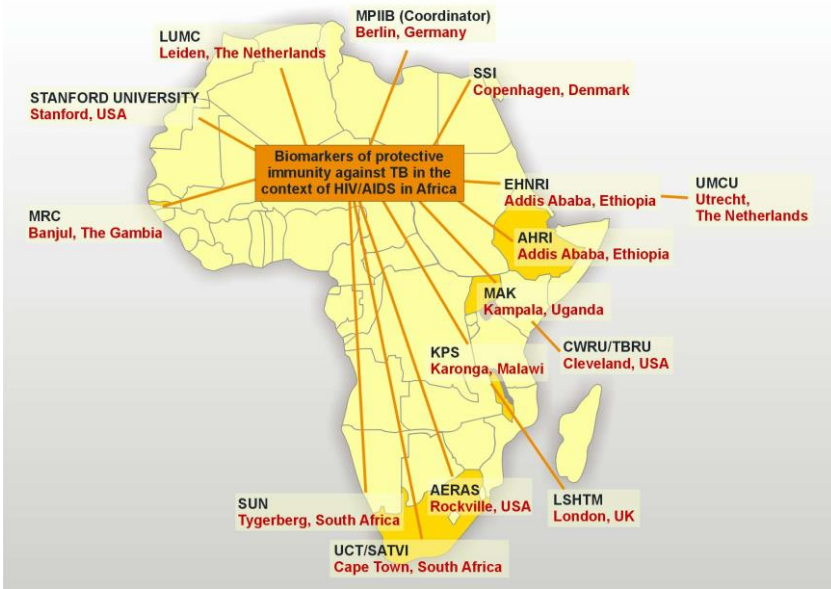 MPIIB (Coordinator)
Berlin, Germany
LUMC
Leiden, The Netherlands
SSI
Copenhagen, Denmark
STANFORD UNIVERSITY
Stanford, USA
Biomarkers of protective
immunity against TB in the
context of HIV/AIDS in Africa
EHNRI
Addis Ababa, Ethiopia
UMCU
Utrecht,
The Netherlands
MRC
Banjul, The Gambia
AHRI
Addis Ababa, Ethiopia
MAK
Kampala, Uganda
KPS
Karonga, Malawi
CWRU/TBRU
Cleveland, USA
AERAS
Rockville, USA
LSHTM
London, UK
SUN
Tygerberg, South Africa
UCT/SATVI
Cape Town, South Africa